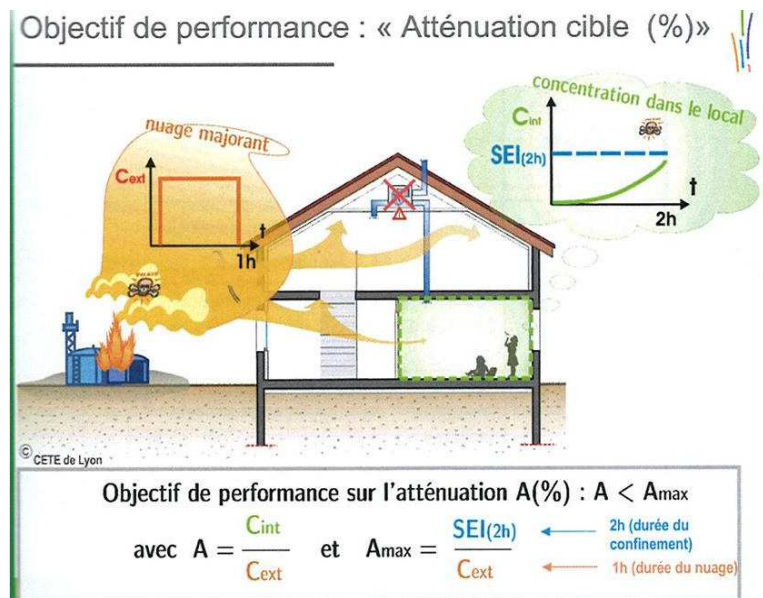 Objectif de performance : « Atténuation cible (%)»
nuage majorant
Cext
t
1h
concentration dans le local
Cint
SEI(2h)
t
2h
© CETE de Lyon
Objectif de performance sur l'atténuation A(%) : A < Amax
avec A = Cint / Cext et Amax = SEI(2h) / Cext
2h (durée du
confinement)
1h (durée du nuage)